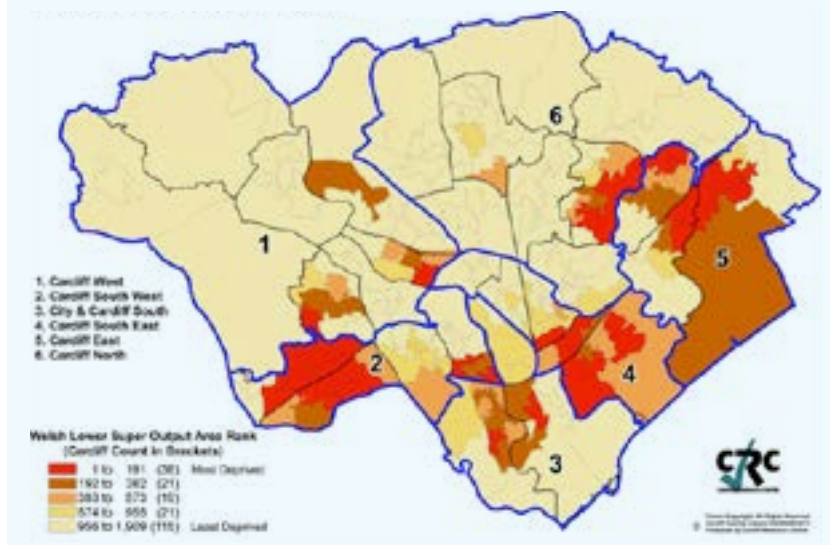 6
1
5
1. Cardiff West
2. Cardiff South West
3. City & Cardiff South
4. Cardiff South East
5. Cardiff East
6. Cardiff North
2
4
3
Welsh Lower Super Output Area Rank
(Cardiff Count in Brackets)
1 to 191 (36) Most Deprived
192 to 382 (21)
383 to 573 (15)
574 to 955 (21)
956 to 1,909 (110) Least Deprived
CRC